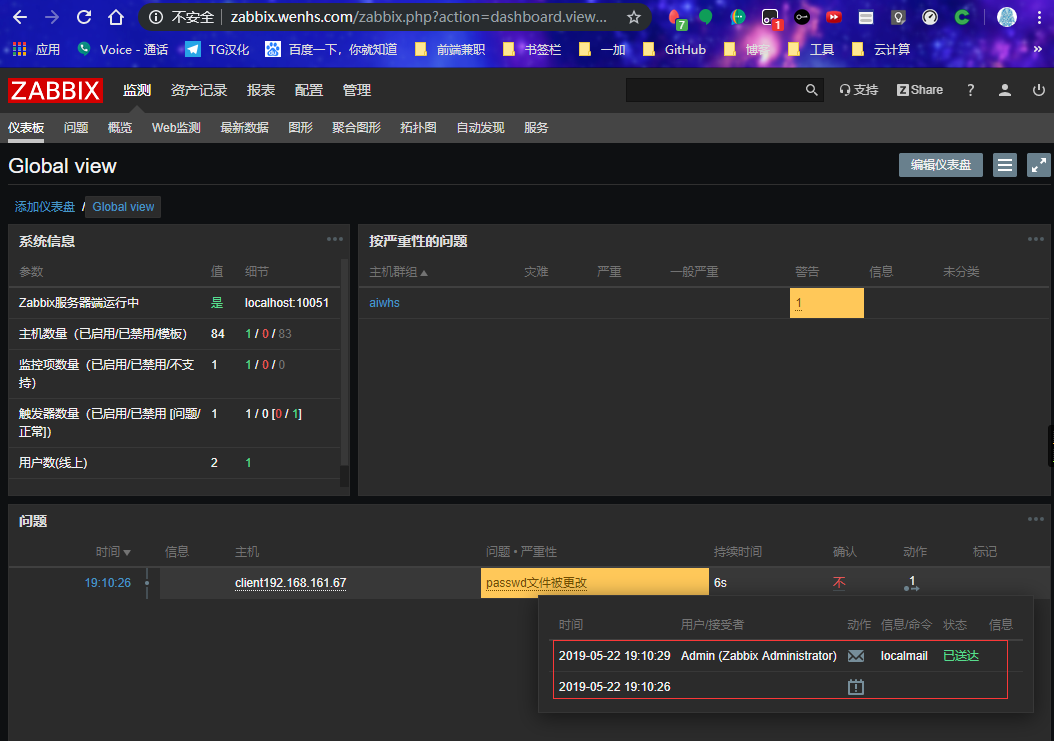 不安全 zabbix.wenhs.com/zabbix.php?action=dashboard.view...
7 1
应用 Voice - 通话 TG汉化 百度一下，你就知道 前端兼职 书签栏 一加 GitHub 博客 工具 云计算 »
ZABBIX 监测 资产记录 报表 配置 管理 支持 Z Share ?
仪表板 问题 概览 Web监测 最新数据 图形 聚合图形 拓扑图 自动发现 服务
Global view 编辑仪表盘
添加仪表盘 / Global view
系统信息
参数 值 细节
Zabbix服务器端运行中 是 localhost:10051
主机数量（已启用/已禁用/模板） 84 1 / 0 / 83
监控项数量（已启用/已禁用/不支 1 1 / 0 / 0
持）
触发器数量（已启用/已禁用 [问题/ 1 1 / 0 [0 / 1]
正常]）
用户数(线上) 2 1
按严重性的问题
主机群组 灾难 严重 一般严重 警告 信息 未分类
aiwhs 1
问题
时间 信息 主机 问题 • 严重性 持续时间 确认 动作 标记
19:10:26 client192.168.161.67 passwd文件被更改 6s 不 1
时间 用户/接受者 动作 信息/命令 状态 信息
2019-05-22 19:10:29 Admin (Zabbix Administrator) localmail 已送达
2019-05-22 19:10:26